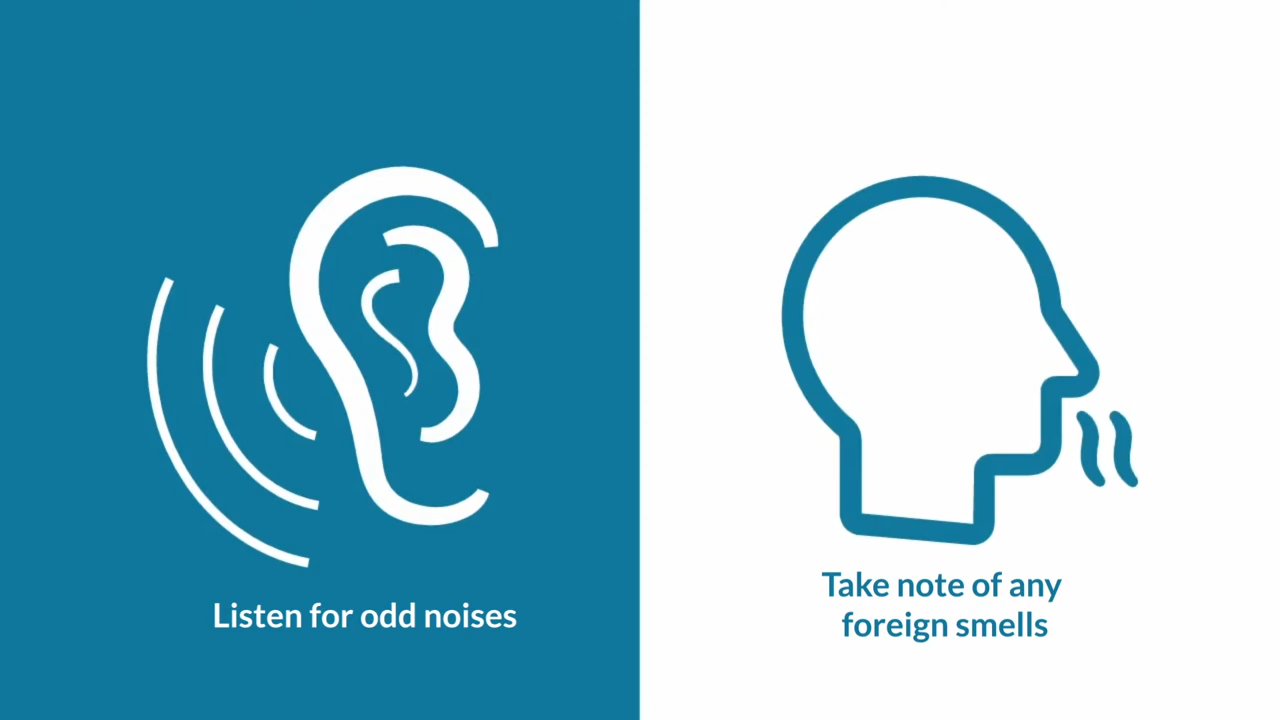 Listen for odd noises
Take note of any
foreign smells